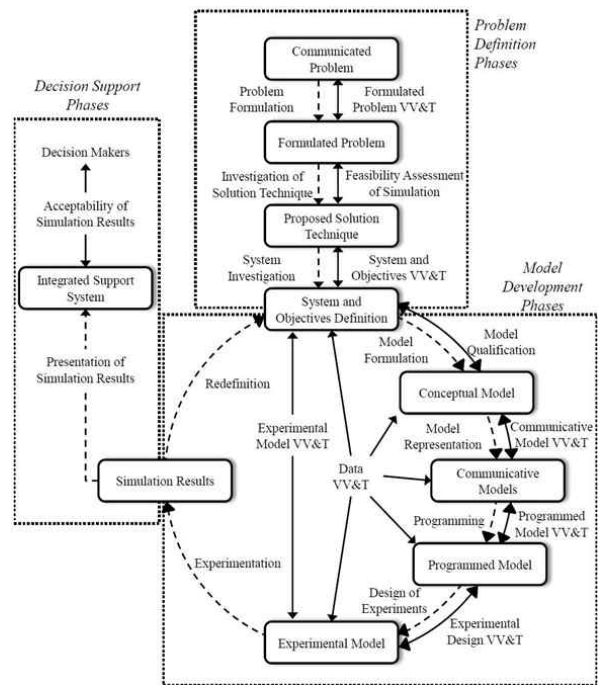 Problem
Definition
Phases
Communicated
Problem
Problem
Formulation
Formulated
Problem VV&T
Formulated Problem
Investigation of
Solution Technique
Feasibility Assessment
of Simulation
Proposed Solution
Technique
System
Investigation
System and
Objectives VV&T
System and
Objectives Definition
Decision Support
Phases
Decision Makers
Acceptability of
Simulation Results
Integrated Support
System
Presentation of
Simulation Results
Simulation Results
Model
Development
Phases
Model
Formulation
Model
Qualification
Conceptual Model
Redefinition
Experimental
Model VV&T
Data
VV&T
Model
Representation
Communicative
Model VV&T
Communicative
Models
Programming
Programmed
Model VV&T
Programmed Model
Experimentation
Design of
Experiments
Experimental
Design VV&T
Experimental Model